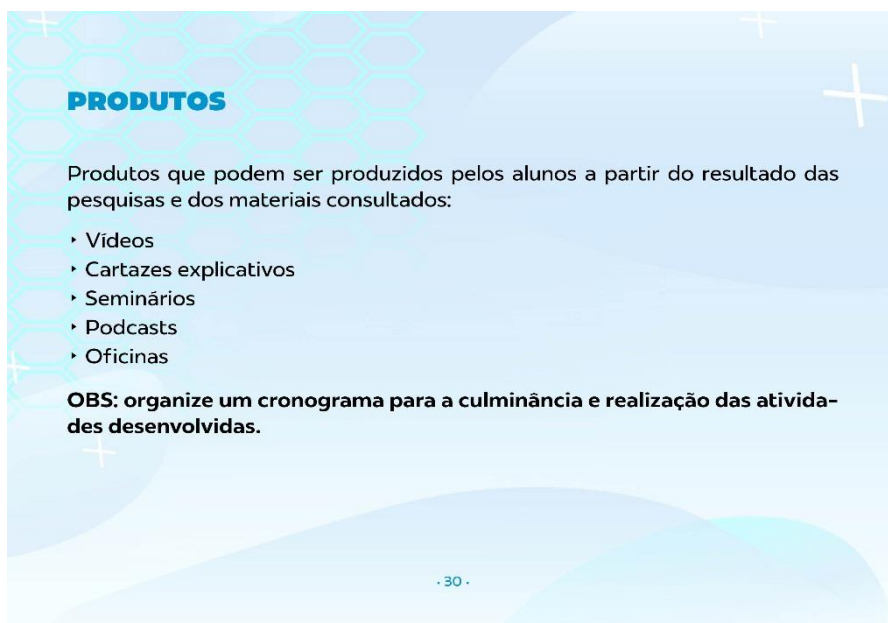 PRODUTOS
Produtos que podem ser produzidos pelos alunos a partir do resultado das
pesquisas e dos materiais consultados:
‣ Vídeos
‣ Cartazes explicativos
‣ Seminários
‣ Podcasts
‣ Oficinas
OBS: organize um cronograma para a culminância e realização das ativida-
des desenvolvidas.
· 30 ·